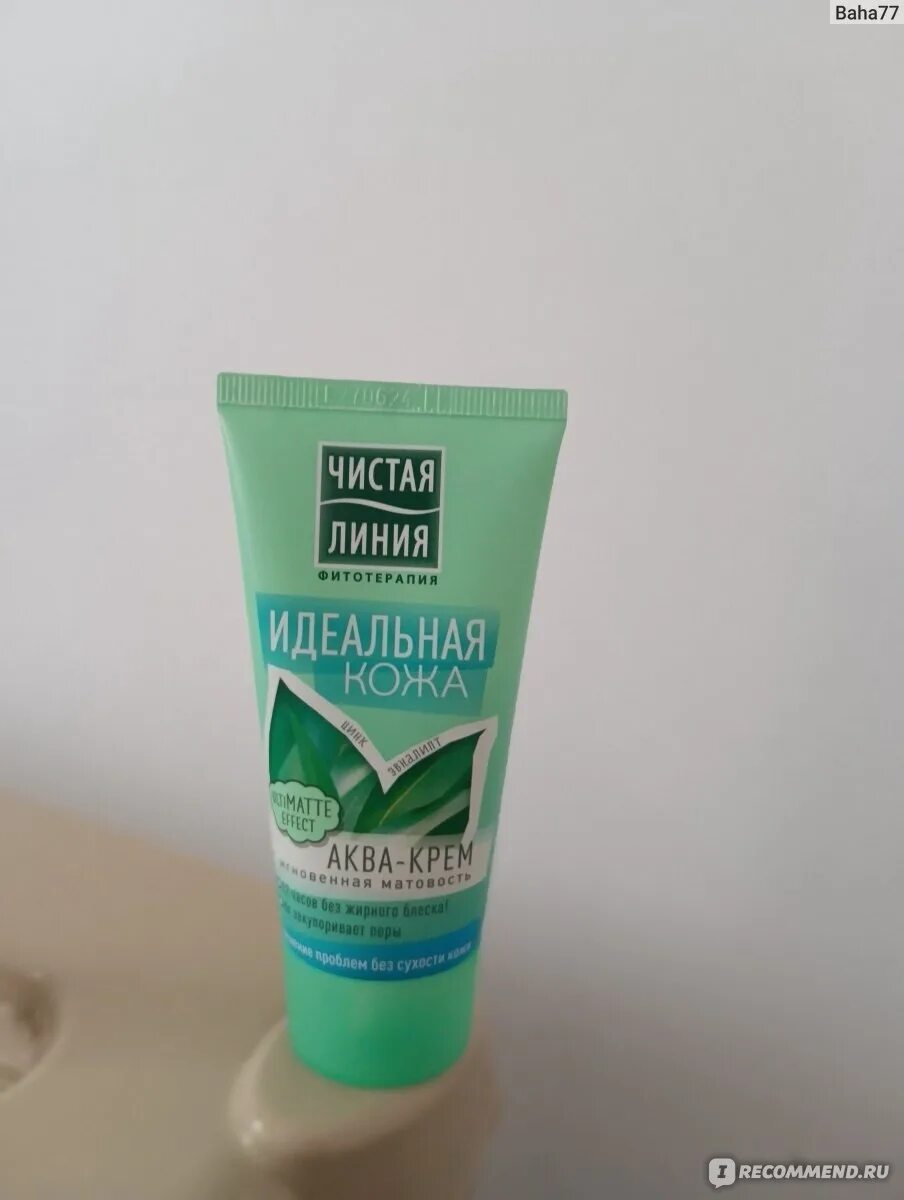 Baha77
ЧИСТАЯ
ЛИНИЯ
ФИТОТЕРАПИЯ
ИДЕАЛЬНАЯ
КОЖА
ЦИНК
ЭВКАЛИПТ
MATTE
EFFECT
АКВА-КРЕМ
мгновенная матовость
часов без жирного блеска!
закупоривает поры
проблем без сухости кожи
IRECOMMEND.RU